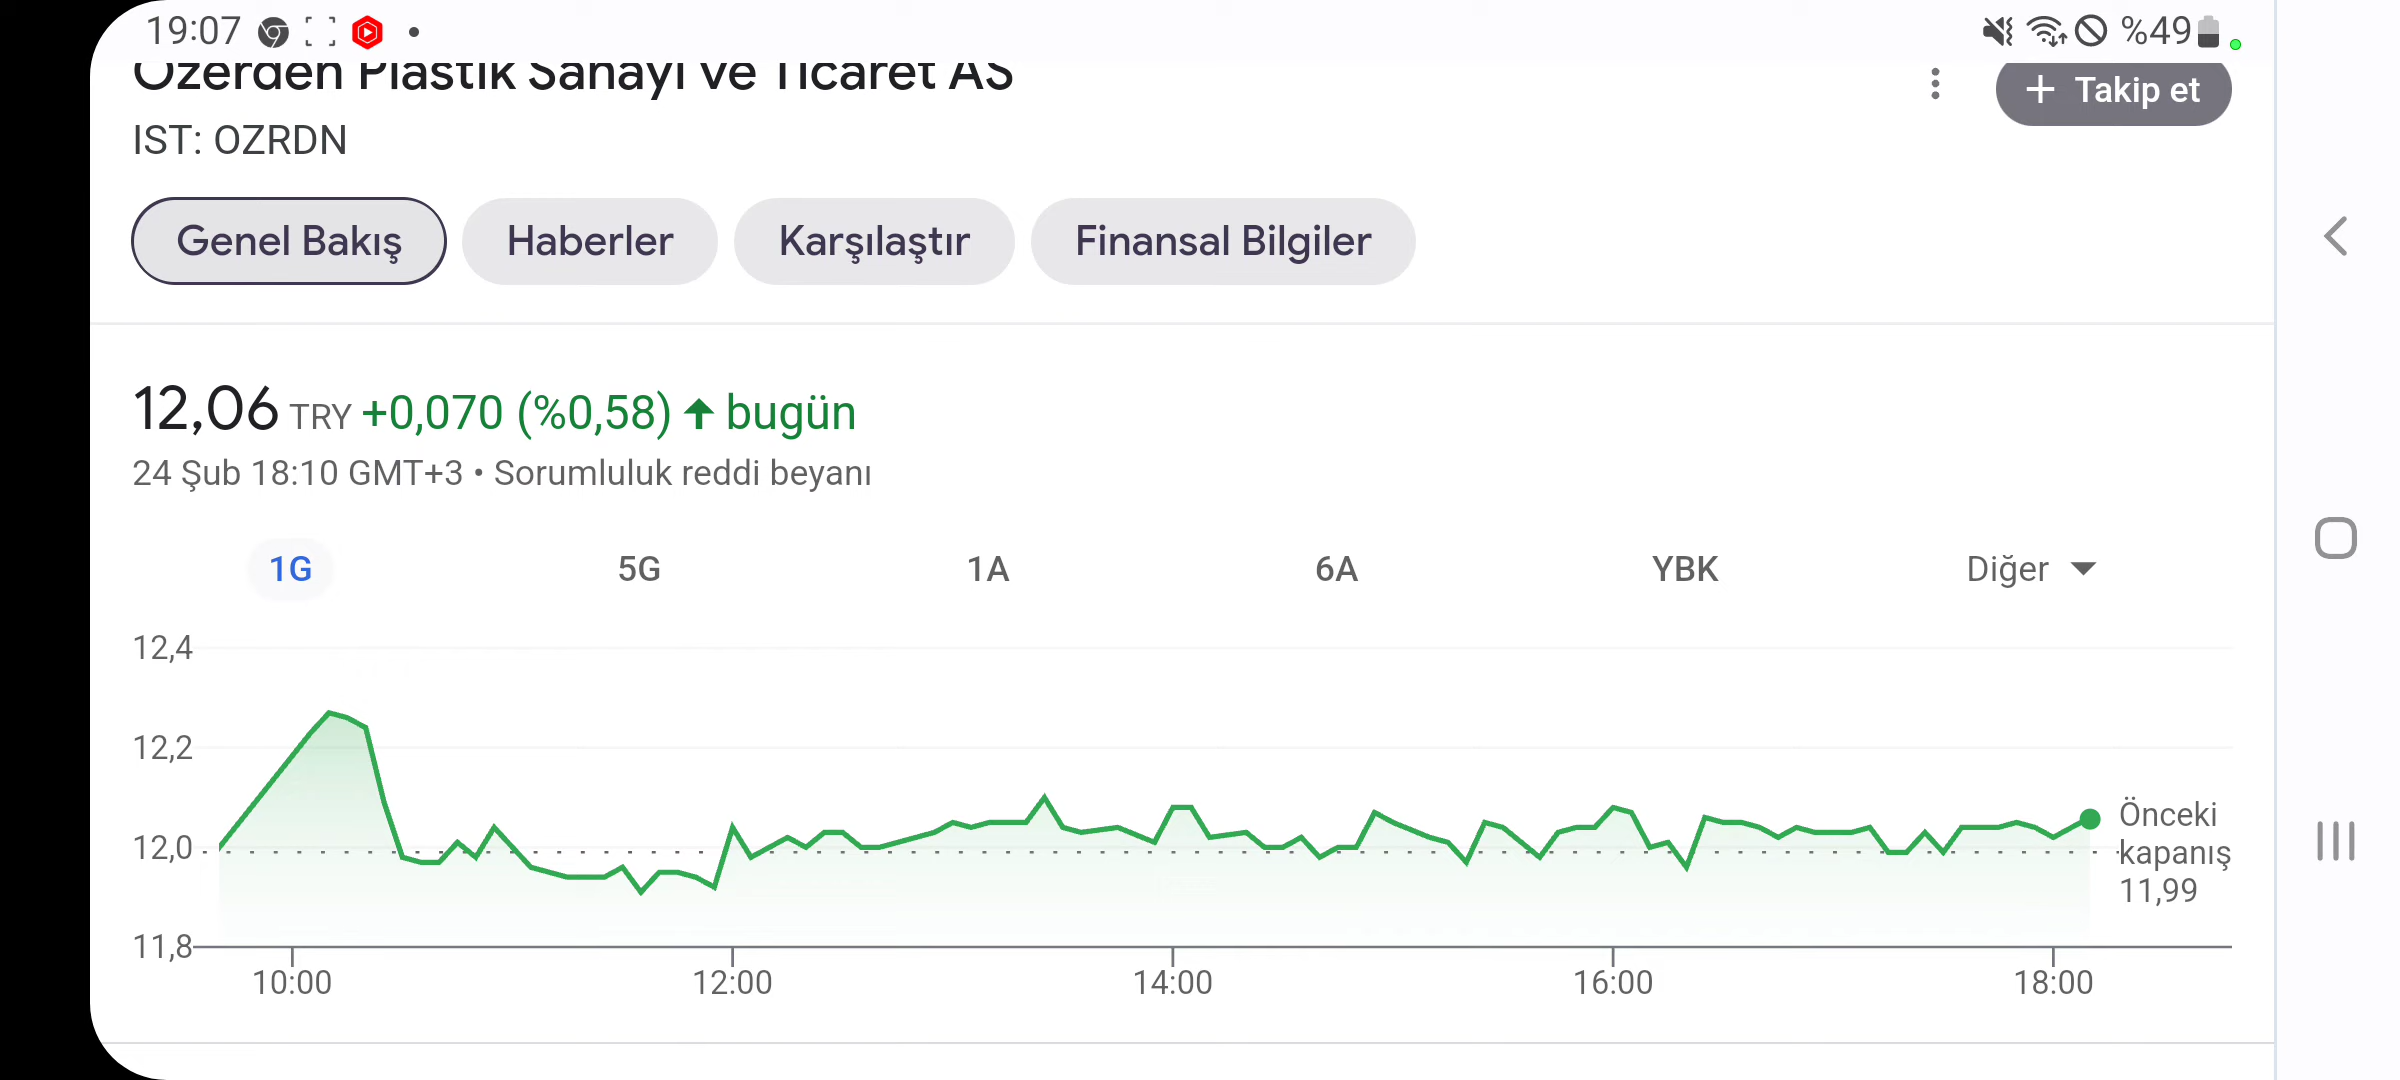 19:07
%49
Özerden Plastik Sanayi ve Ticaret AS
Takip et
IST: OZRDN
Genel Bakış
Haberler
Karşılaştır
Finansal Bilgiler
12,06 TRY +0,070 (%0,58) bugün
24 Şub 18:10 GMT+3 • Sorumluluk reddi beyanı
1G
5G
1A
6A
YBK
Diğer
12,4
12,2
12,0
11,8
Önceki
kapanış
11,99
10:00
12:00
14:00
16:00
18:00